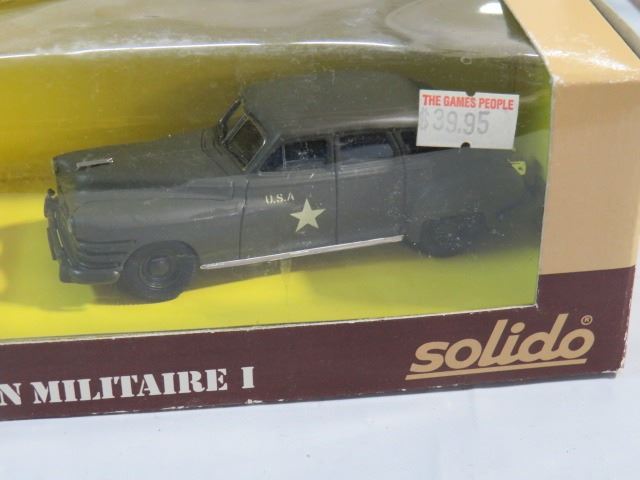 THE GAMES PEOPLE
$39.95
U.S.A
solido®
N MILITAIRE I